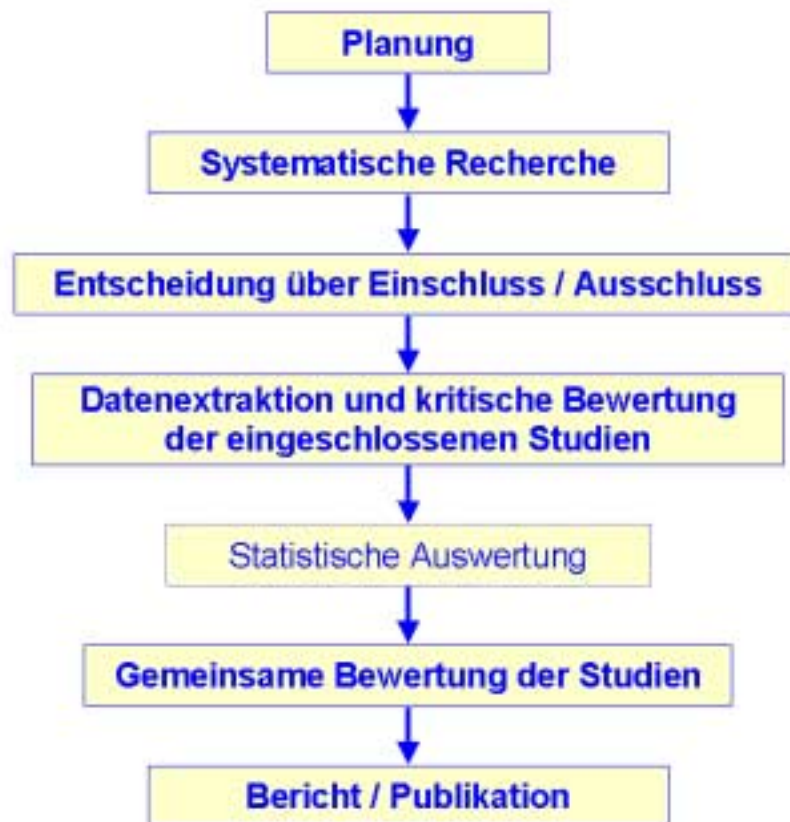 Planung
Systematische Recherche
Entscheidung über Einschluss / Ausschluss
Datenextraktion und kritische Bewertung
der eingeschlossenen Studien
Statistische Auswertung
Gemeinsame Bewertung der Studien
Bericht / Publikation